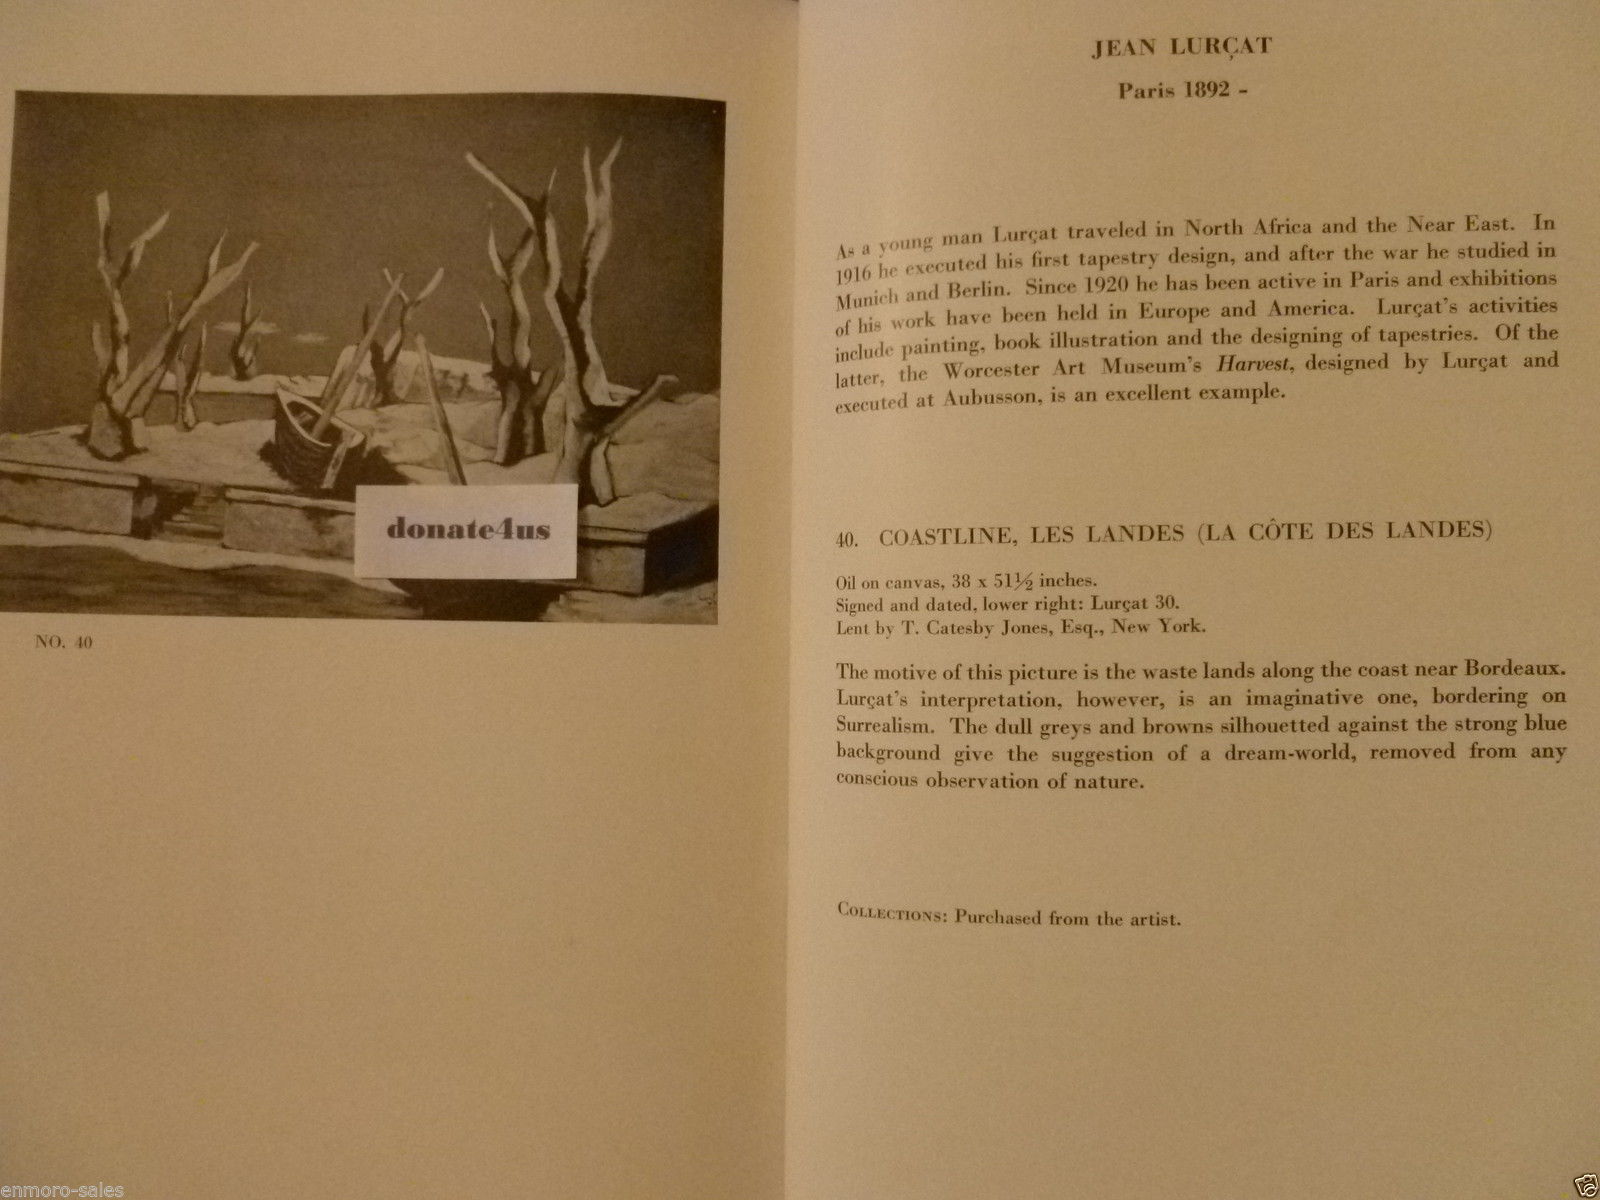 donate4us
NO. 40
JEAN LURÇAT
Paris 1892 -
As a young man Lurçat traveled in North Africa and the Near East. In
1916 he executed his first tapestry design, and after the war he studied in
Munich and Berlin. Since 1920 he has been active in Paris and exhibitions
of his work have been held in Europe and America. Lurçat's activities
include painting, book illustration and the designing of tapestries. Of the
latter, the Worcester Art Museum's Harvest, designed by Lurçat and
executed at Aubusson, is an excellent example.
40. COASTLINE, LES LANDES (LA CÔTE DES LANDES)
Oil on canvas, 38 x 51½ inches.
Signed and dated, lower right: Lurçat 30.
Lent by T. Catesby Jones, Esq., New York.
The motive of this picture is the waste lands along the coast near Bordeaux.
Lurçat's interpretation, however, is an imaginative one, bordering on
Surrealism. The dull greys and browns silhouetted against the strong blue
background give the suggestion of a dream-world, removed from any
conscious observation of nature.
COLLECTIONS: Purchased from the artist.
enmoro-sales